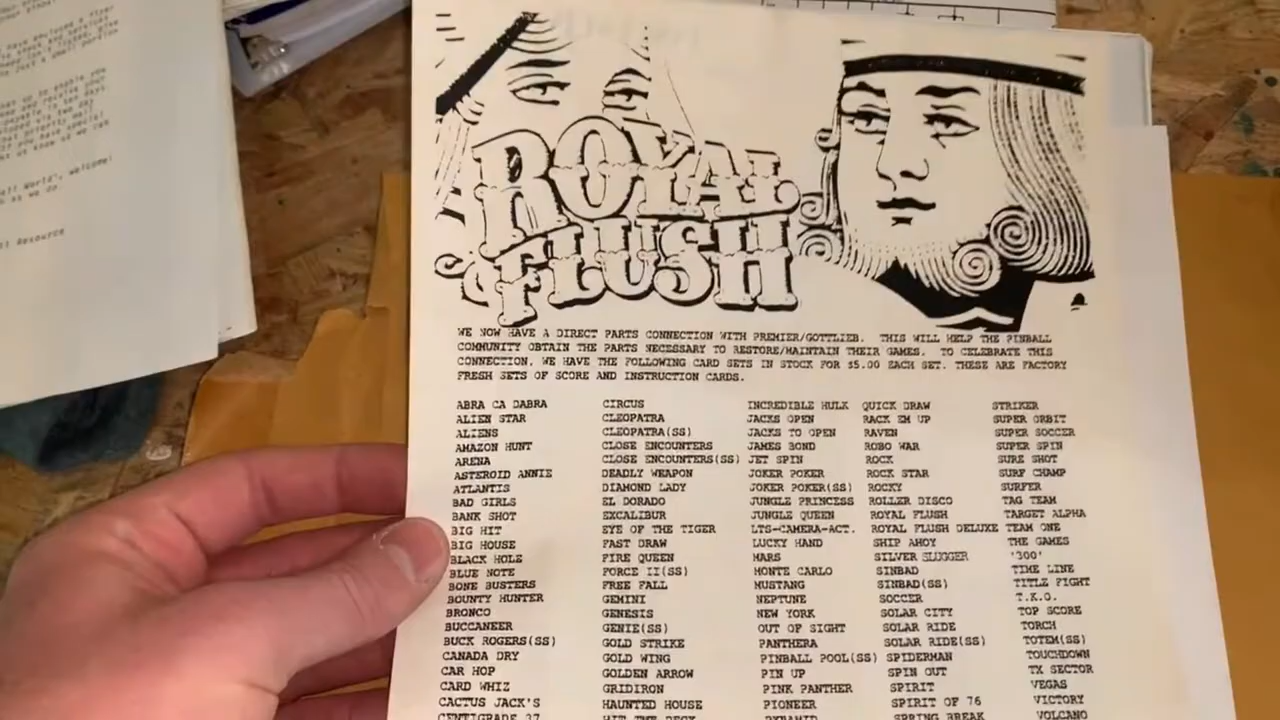 ROYAL
FLUSH
WE NOW HAVE A DIRECT PARTS CONNECTION WITH PREMIER/GOTTLIEB. THIS WILL HELP THE PINBALL
COMMUNITY OBTAIN THE PARTS NECESSARY TO RESTORE/MAINTAIN THEIR GAMES. TO CELEBRATE THIS
CONNECTION, WE HAVE THE FOLLOWING CARD SETS IN STOCK FOR $5.00 EACH SET. THESE ARE FACTORY
FRESH SETS OF SCORE AND INSTRUCTION CARDS.
ABRA CA DABRA
ALIEN STAR
ALIENS
AMAZON HUNT
ARENA
ASTEROID ANNIE
ATLANTIS
BAD GIRLS
BANK SHOT
BIG HIT
BIG HOUSE
BLACK HOLE
BLUE NOTE
BONE BUSTERS
BOUNTY HUNTER
BRONCO
BUCCANEER
BUCK ROGERS(SS)
CANADA DRY
CAR HOP
CARD WHIZ
CACTUS JACK'S
CENTIGRADE 37
CIRCUS
CLEOPATRA
CLEOPATRA(SS)
CLOSE ENCOUNTERS
CLOSE ENCOUNTERS(SS)
DEADLY WEAPON
DIAMOND LADY
EL DORADO
EXCALIBUR
EYE OF THE TIGER
FAST DRAW
FIRE QUEEN
FORCE II(SS)
FREE FALL
GEMINI
GENESIS
GENIE(SS)
GOLD STRIKE
GOLD WING
GOLDEN ARROW
GRIDIRON
HAUNTED HOUSE
HIT THE DECK
INCREDIBLE HULK
JACKS OPEN
JACKS TO OPEN
JAMES BOND
JET SPIN
JOKER POKER
JOKER POKER(SS)
JUNGLE PRINCESS
JUNGLE QUEEN
LTS-CAMERA-ACT.
LUCKY HAND
MARS
MONTE CARLO
MUSTANG
NEPTUNE
NEW YORK
OUT OF SIGHT
PANTHERA
PINBALL POOL(SS)
PIN UP
PINK PANTHER
PIONEER
PYRAMID
QUICK DRAW
RACK EM UP
RAVEN
ROBO WAR
ROCK
ROCK STAR
ROCKY
ROLLER DISCO
ROYAL FLUSH
ROYAL FLUSH DELUXE
SHIP AHOY
SILVER SLUGGER
SINBAD
SINBAD(SS)
SOCCER
SOLAR CITY
SOLAR RIDE
SOLAR RIDE(SS)
SPIDERMAN
SPIN OUT
SPIRIT
SPIRIT OF 76
SPRING BREAK
STRIKER
SUPER ORBIT
SUPER SOCCER
SUPER SPIN
SURE SHOT
SURF CHAMP
SURFER
TAG TEAM
TARGET ALPHA
TEAM ONE
THE GAMES
'300'
TIME LINE
TITLE FIGHT
T.K.O.
TOP SCORE
TORCH
TOTEM(SS)
TOUCHDOWN
TX SECTOR
VEGAS
VICTORY
VOLCANO